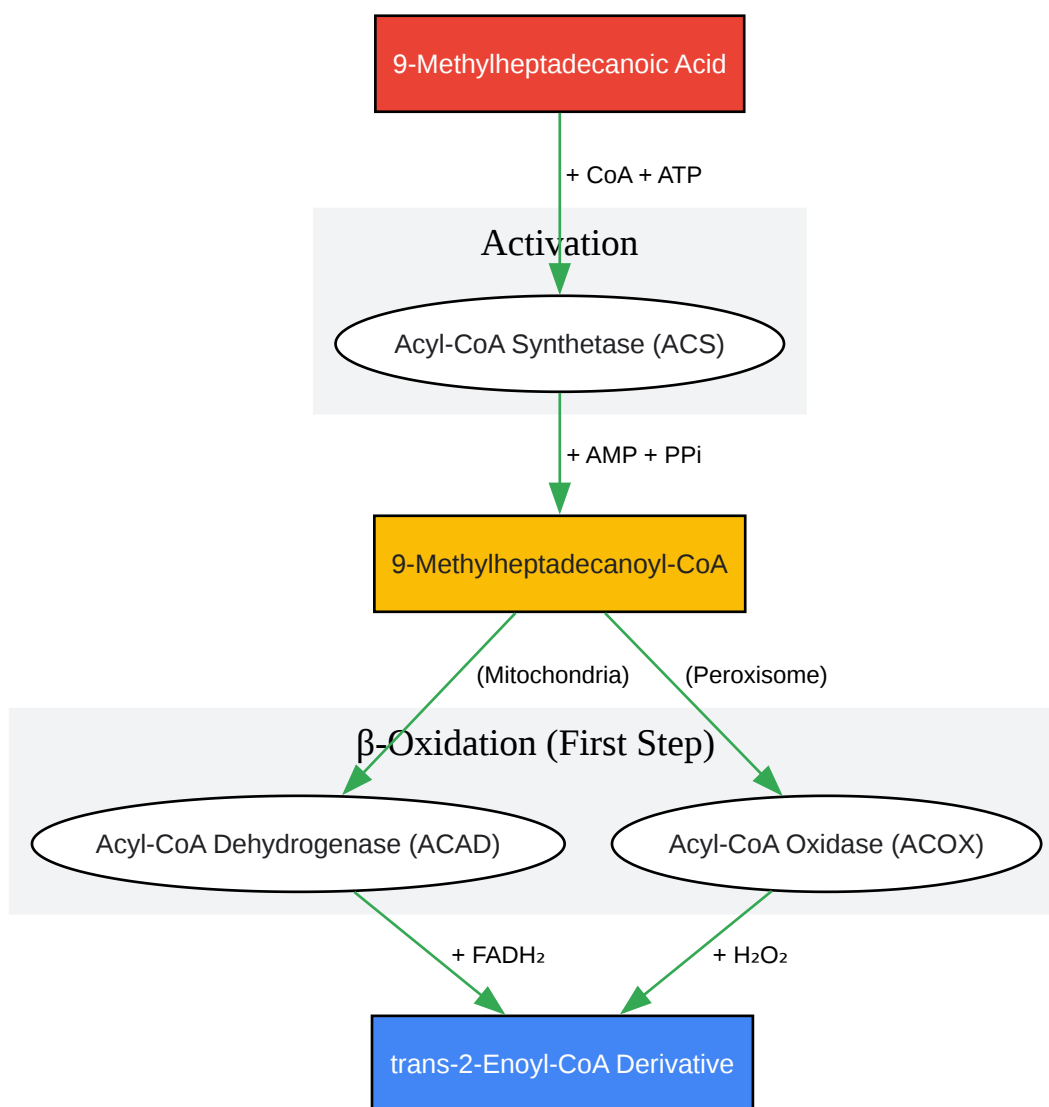 9-Methylheptadecanoic Acid
+ CoA + ATP
Activation
Acyl-CoA Synthetase (ACS)
+ AMP + PPi
9-Methylheptadecanoyl-CoA
(Mitochondria)
(Peroxisome)
β-Oxidation (First Step)
Acyl-CoA Dehydrogenase (ACAD)
Acyl-CoA Oxidase (ACOX)
+ FADH₂
+ H₂O₂
trans-2-Enoyl-CoA Derivative